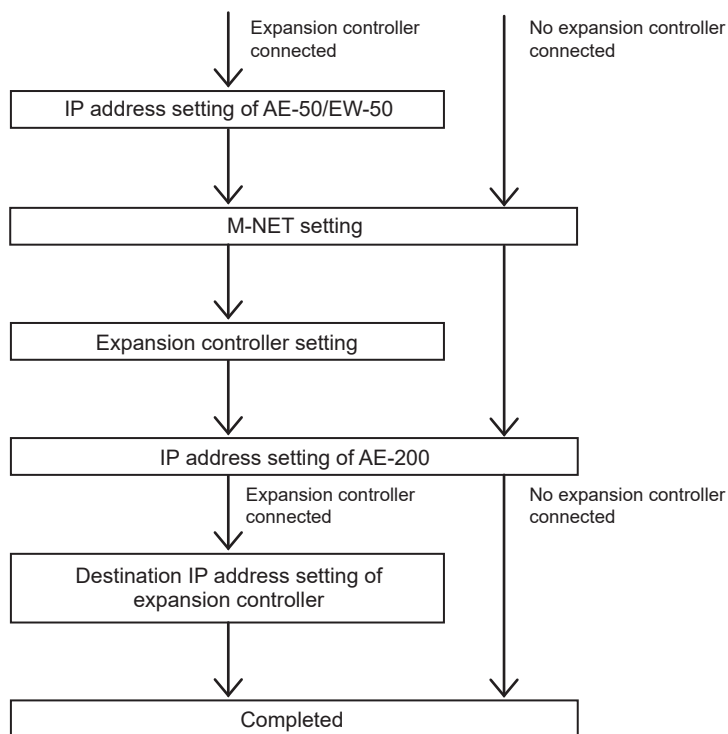 Expansion controller
connected
No expansion controller
connected
IP address setting of AE-50/EW-50
M-NET setting
Expansion controller setting
IP address setting of AE-200
Expansion controller
connected
No expansion controller
connected
Destination IP address setting of
expansion controller
Completed